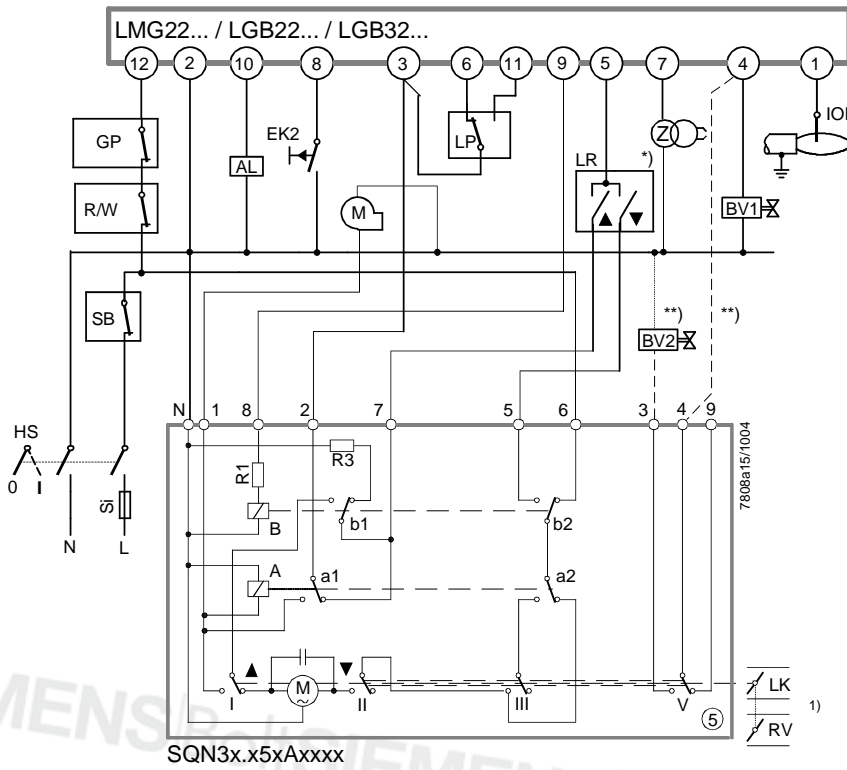 LMG22... / LGB22... / LGB32...
12 2 10 8 3 6 11 9 5 7 4 1
GP
EK2
LP
Z
AL
LR *)
R/W
M
BV1
SB
**) **)
BV2
N 1 8 2 7 5 6 3 4 9
HS
0 I
Si
N L
R3
R1
B b1 b2
A a1 a2
M
~
I II III V
LK
1)
RV
5
7808a15/1004
SQN3x.x5xAxxxx